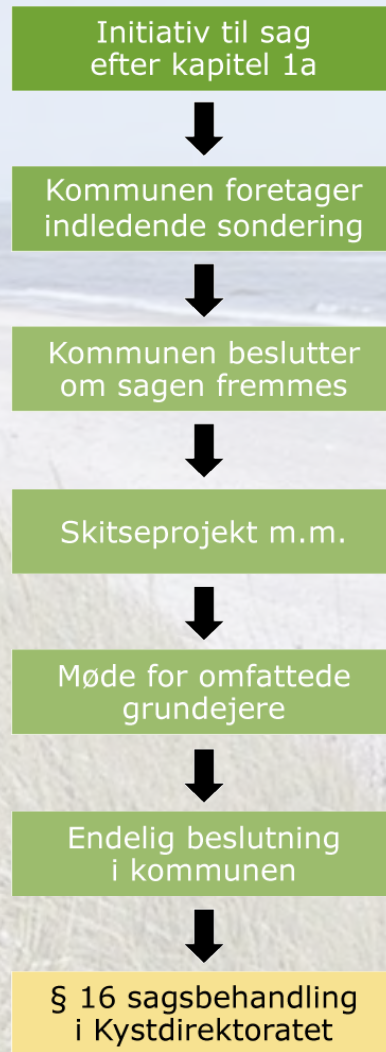 Initiativ til sag
efter kapitel 1a
Kommunen foretager
indledende sondering
Kommunen beslutter
om sagen fremmes
Skitseprojekt m.m.
Møde for omfattede
grundejere
Endelig beslutning
i kommunen
§ 16 sagsbehandling
i Kystdirektoratet